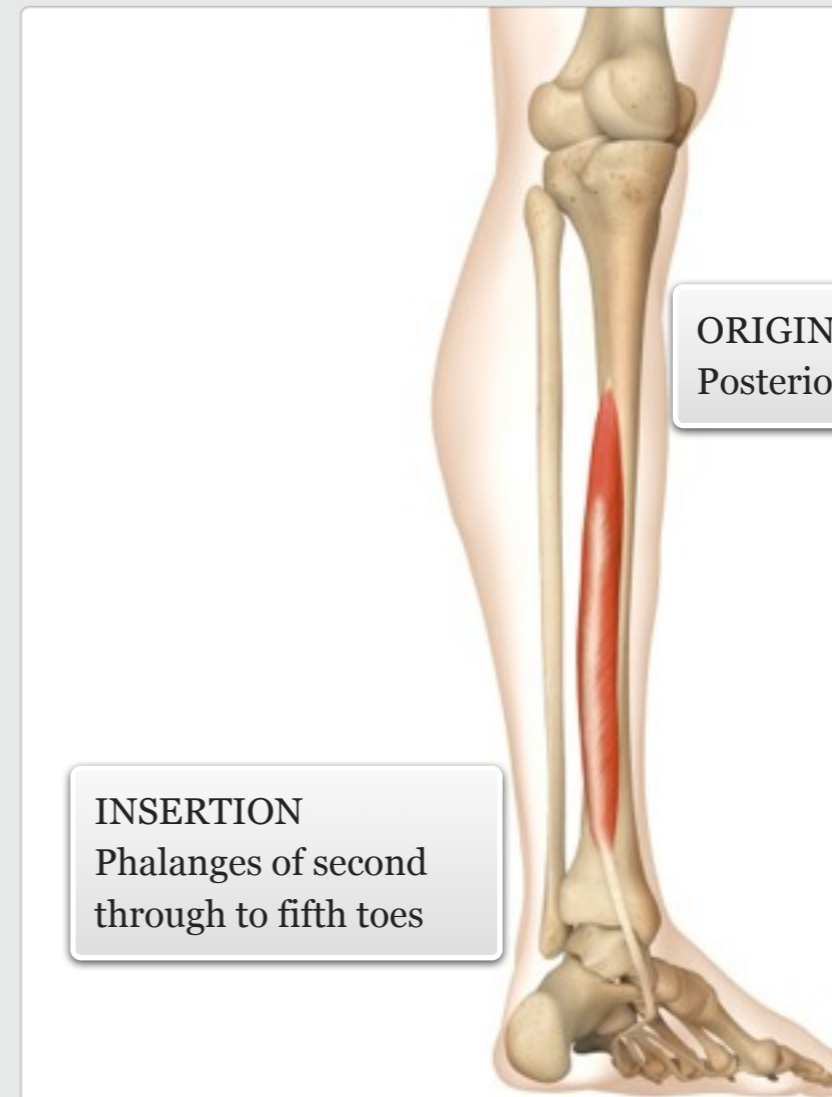 ORIGIN
Posterio
INSERTION
Phalanges of second
through to fifth toes